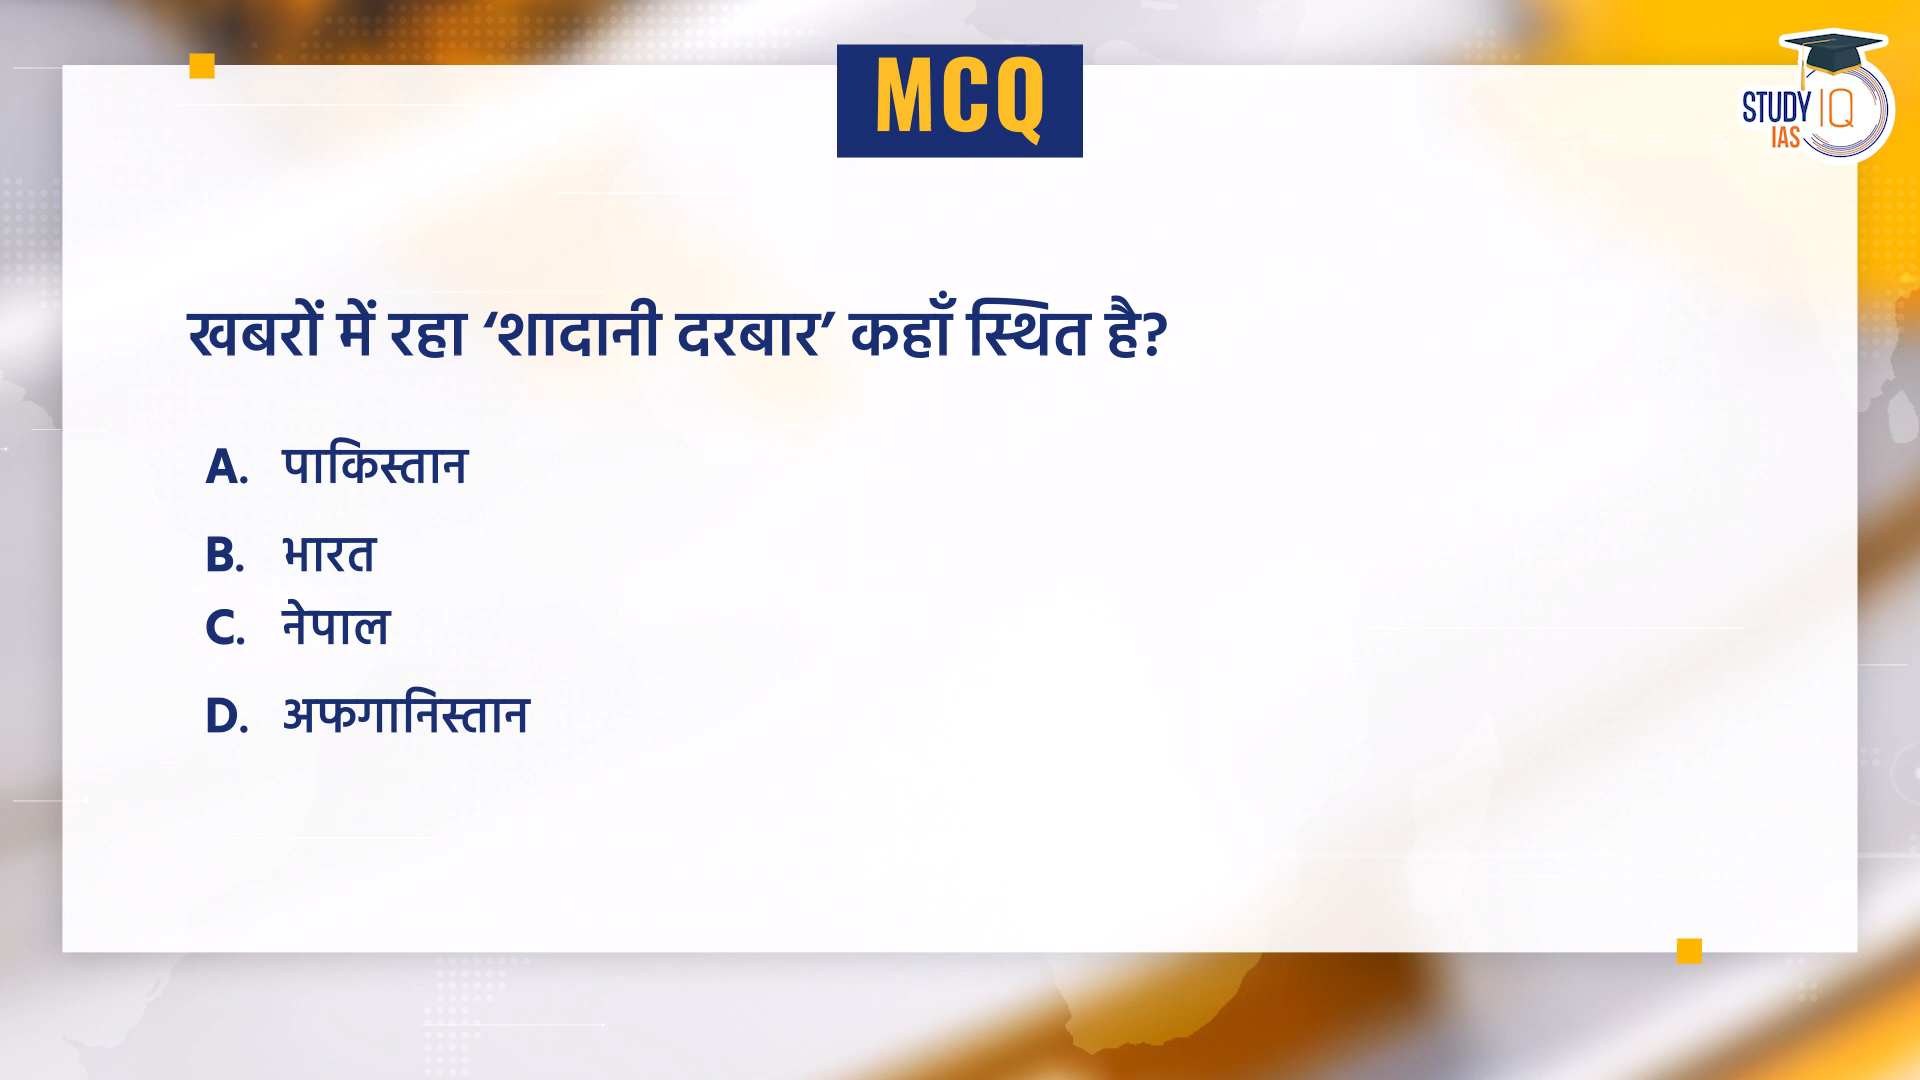 MCQ
STUDY IQ
IAS
खबरों में रहा ‘शादानी दरबार’ कहाँ स्थित है?
A. पाकिस्तान
B. भारत
C. नेपाल
D. अफगानिस्तान